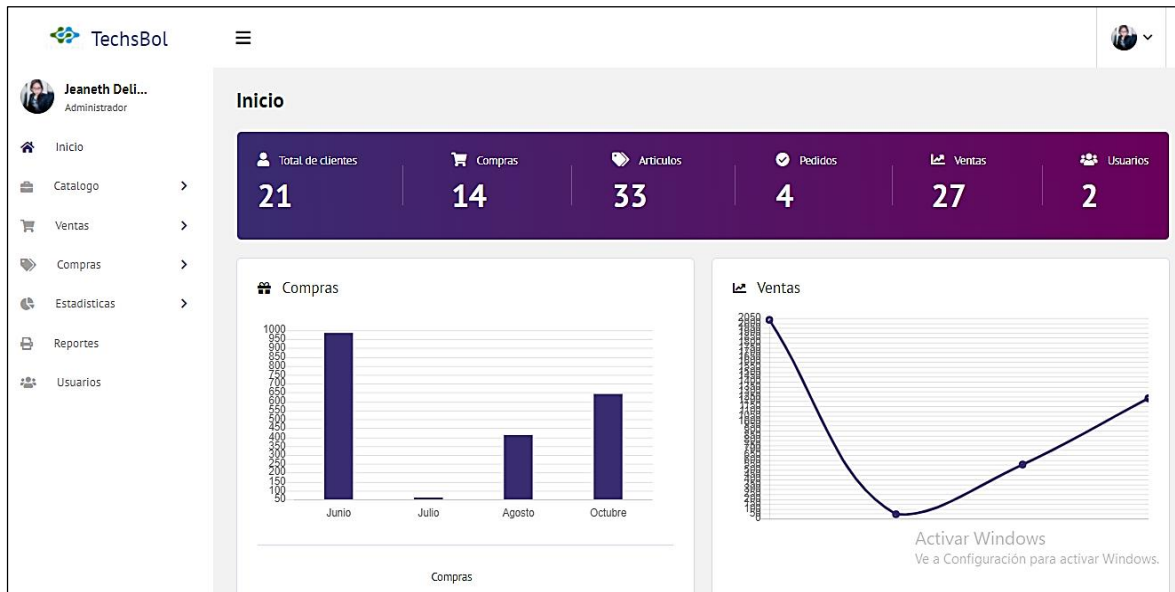 TechsBol
Jeaneth Deli...
Administrador
Inicio
Catalogo
Ventas
Compras
Estadísticas
Reportes
Usuarios
Inicio
Total de clientes
21
Compras
14
Articulos
33
Pedidos
4
Ventas
27
Usuarios
2
Compras
1000
950
900
850
800
750
700
650
600
550
500
450
400
350
300
250
200
150
100
50
Junio
Julio
Agosto
Octubre
Compras
Ventas
2050
0
Activar Windows
Ve a Configuración para activar Windows.